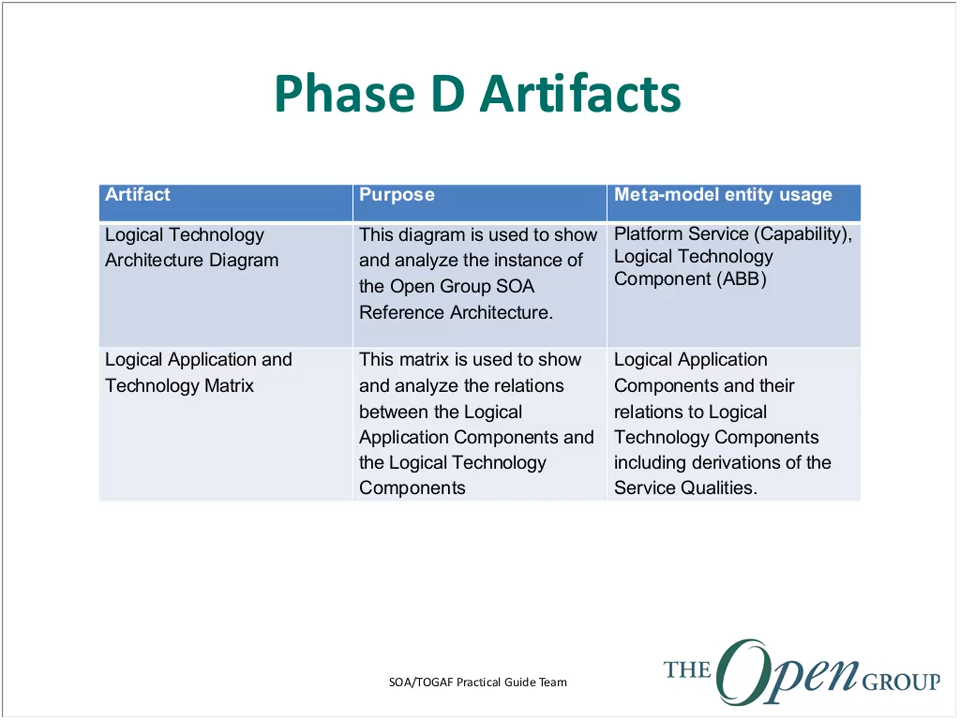 Phase D Artifacts
Artifact
Purpose
Meta-model entity usage
Logical Technology
Architecture Diagram
This diagram is used to show
and analyze the instance of
the Open Group SOA
Reference Architecture.
Platform Service (Capability),
Logical Technology
Component (ABB)
Logical Application and
Technology Matrix
This matrix is used to show
and analyze the relations
between the Logical
Application Components and
the Logical Technology
Components
Logical Application
Components and their
relations to Logical
Technology Components
including derivations of the
Service Qualities.
SOA/TOGAF Practical Guide Team
THE Open GROUP